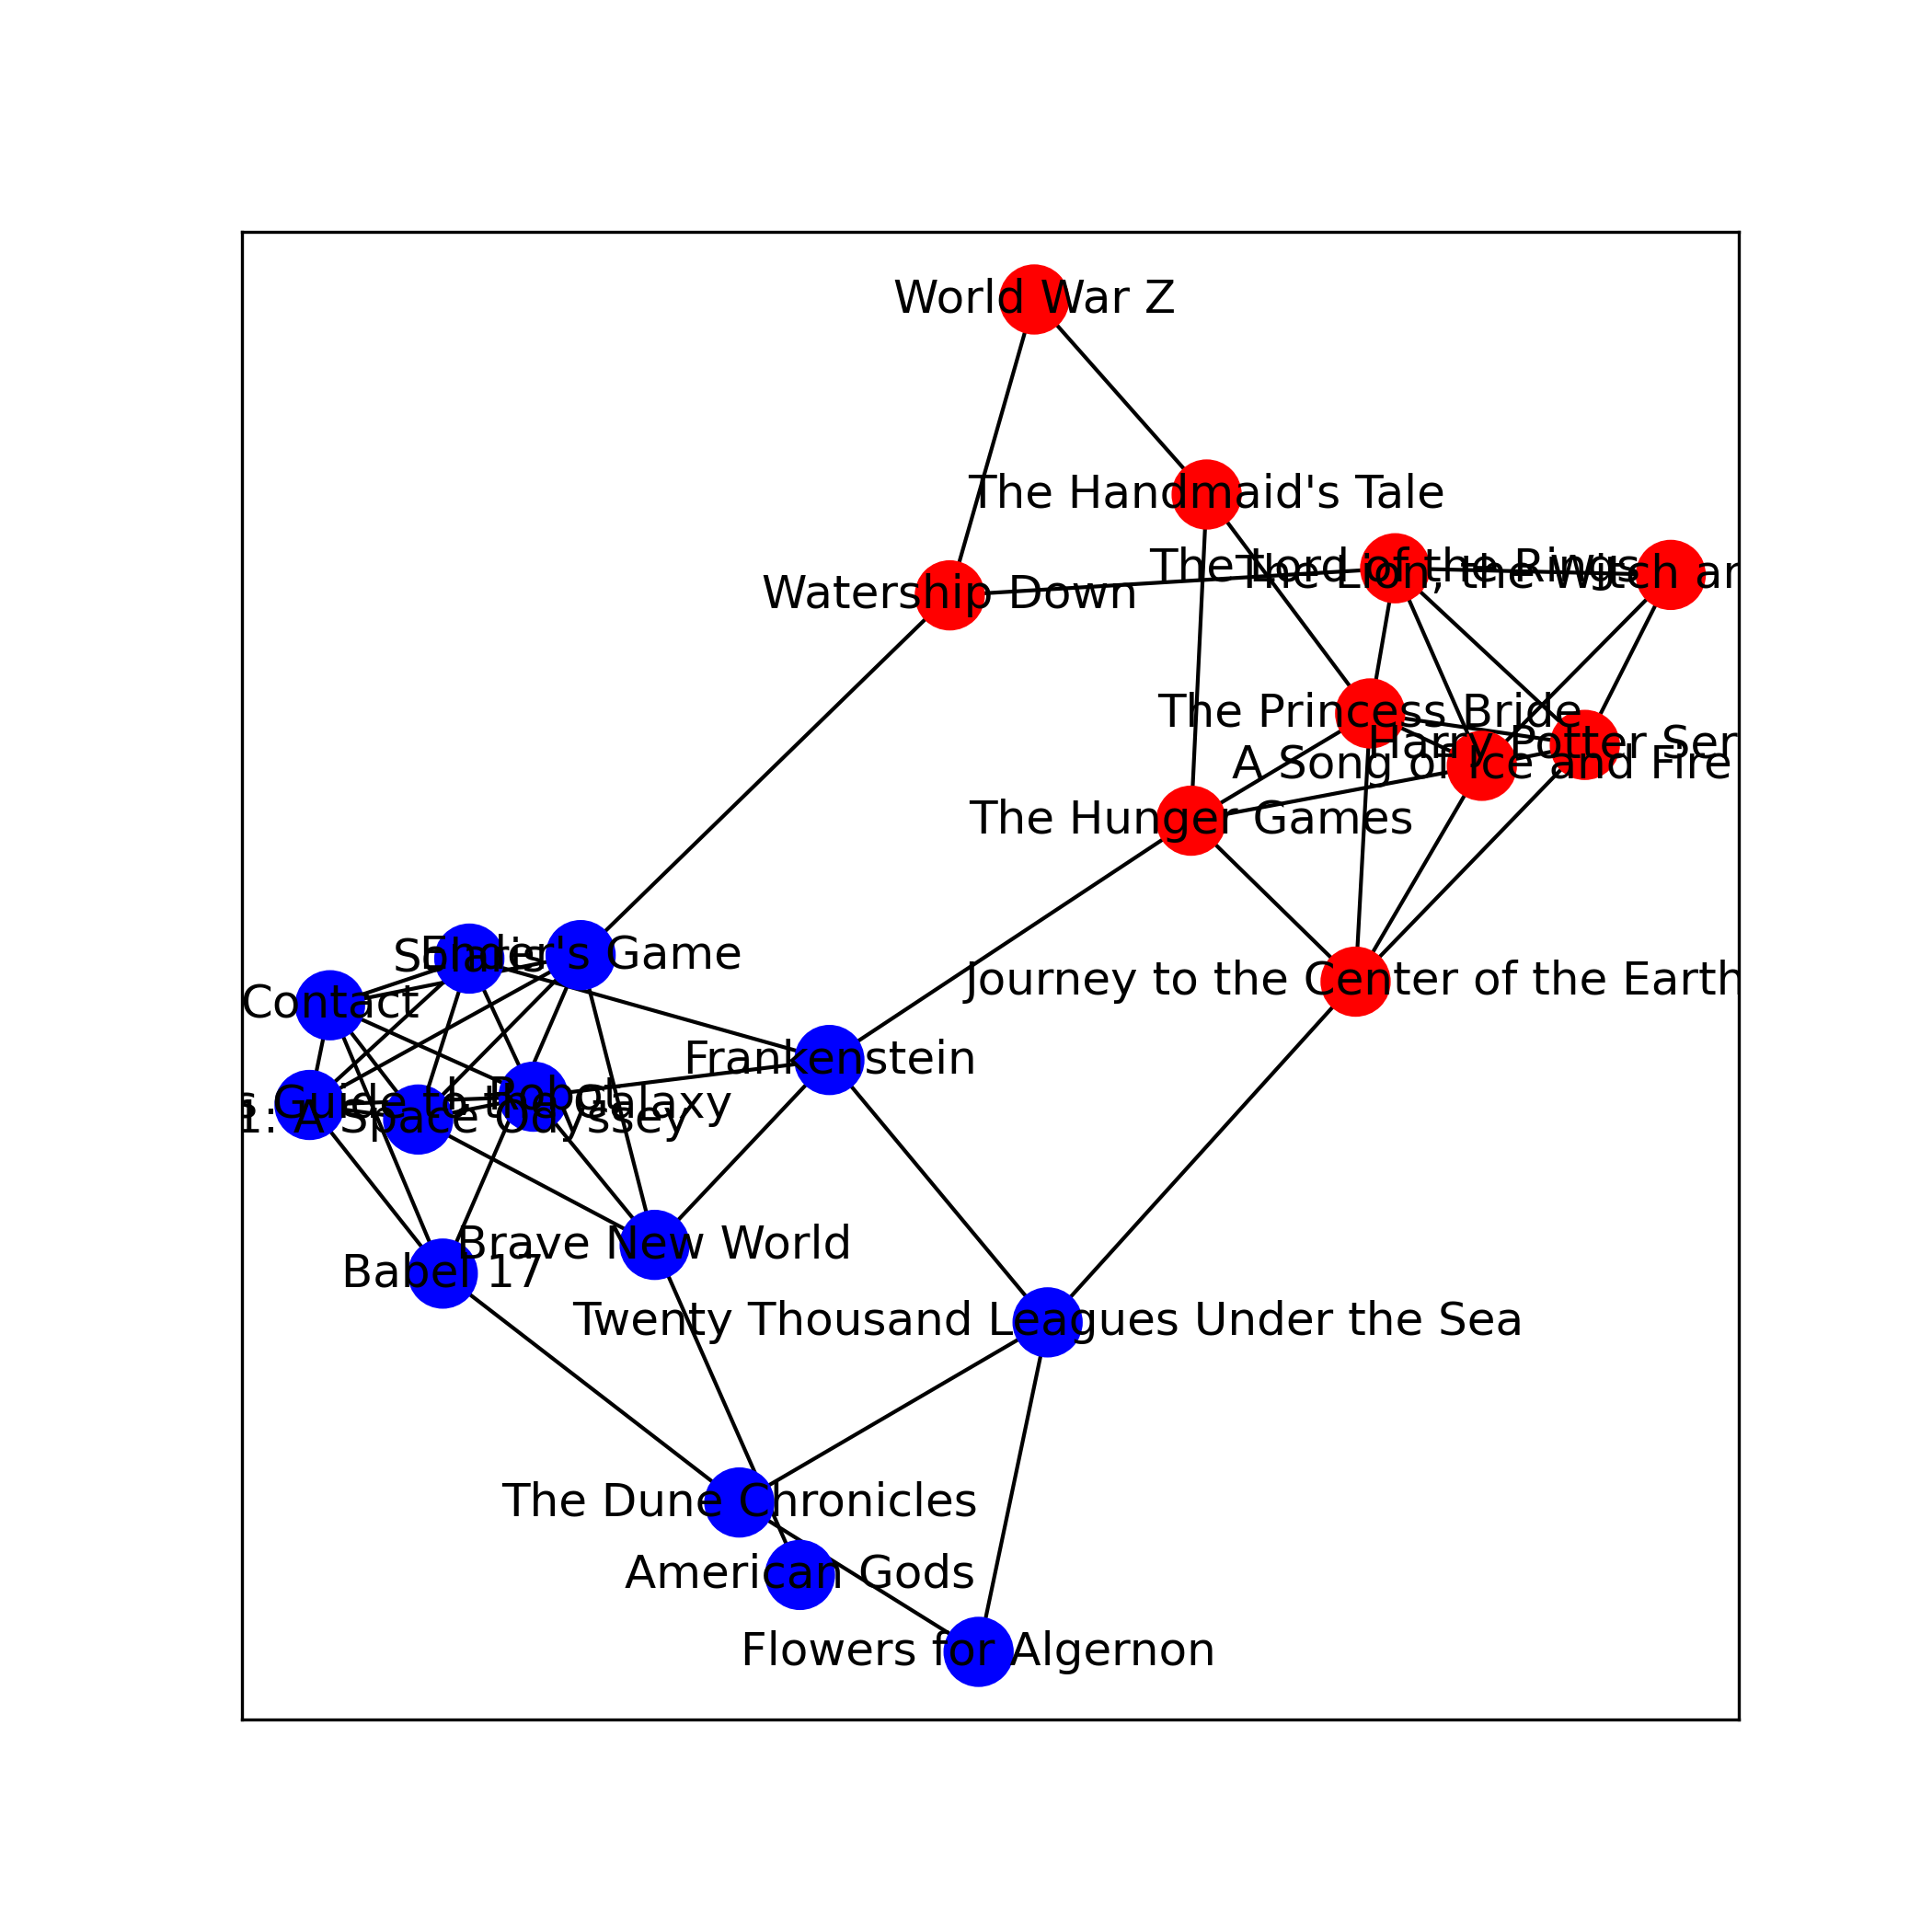 World War Z
The Handmaid's Tale
The Lord of the Rings
The Lion, the Witch an
Watership Down
The Princess Bride
Harry Potter Ser
A Song of Ice and Fire
The Hunger Games
Solaris
Ender's Game
Journey to the Center of the Earth
Contact
Frankenstein
I, Robot
s Guide to the Galaxy
1: A Space Odyssey
Brave New World
Babel 17
Twenty Thousand Leagues Under the Sea
The Dune Chronicles
American Gods
Flowers for Algernon